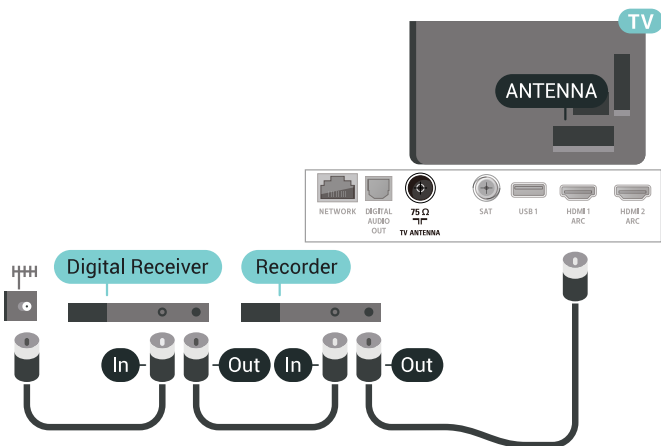 TV
ANTENNA
NETWORK
DIGITAL
AUDIO
OUT
75 Ω
TV ANTENNA
SAT
USB 1
HDMI 1
ARC
HDMI 2
ARC
Digital Receiver
Recorder
In
Out
In
Out